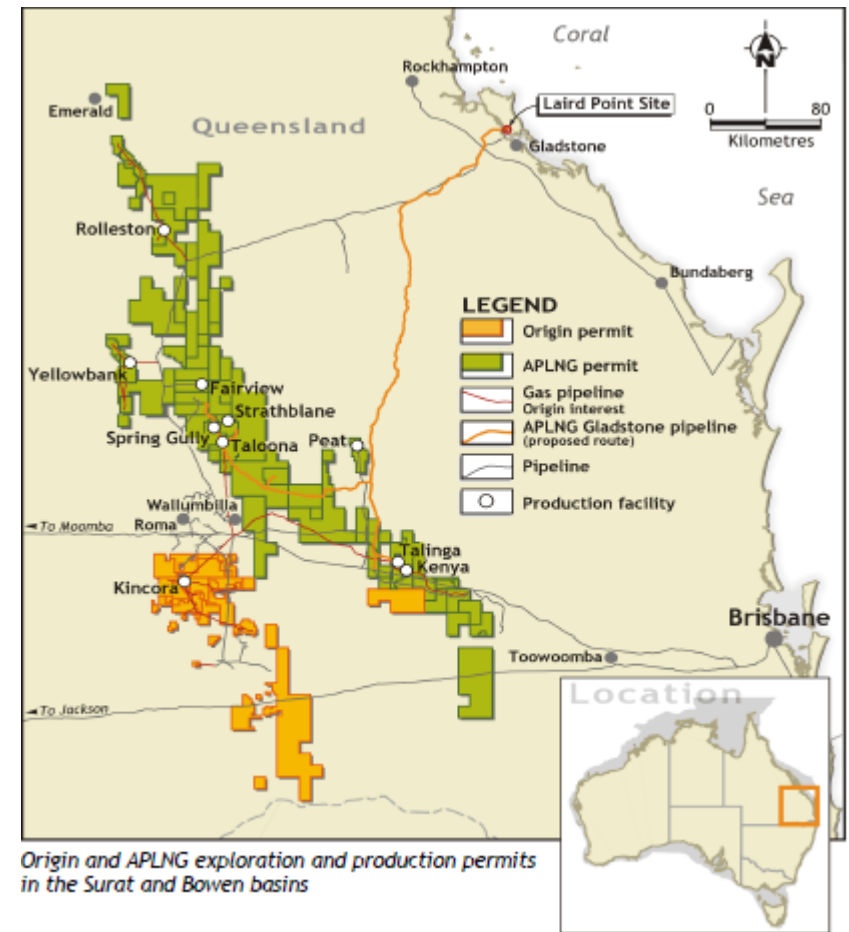 Coral
Rockhampton
N
Emerald
Laird Point Site
0 80
Kilometres
Queensland
Gladstone
Sea
Rolleston
Bundaberg
LEGEND
Origin permit
APLNG permit
Gas pipeline
Origin interest
APLNG Gladstone pipeline
(proposed route)
Pipeline
Production facility
Yellowbank
Fairview
Strathblane
Spring Gully
Taloona
Peat
Wallumbilla
Roma
To Moomba
Talinga
Kenya
Kincora
Brisbane
Toowoomba
To Jackson
Location
Origin and APLNG exploration and production permits
in the Surat and Bowen basins